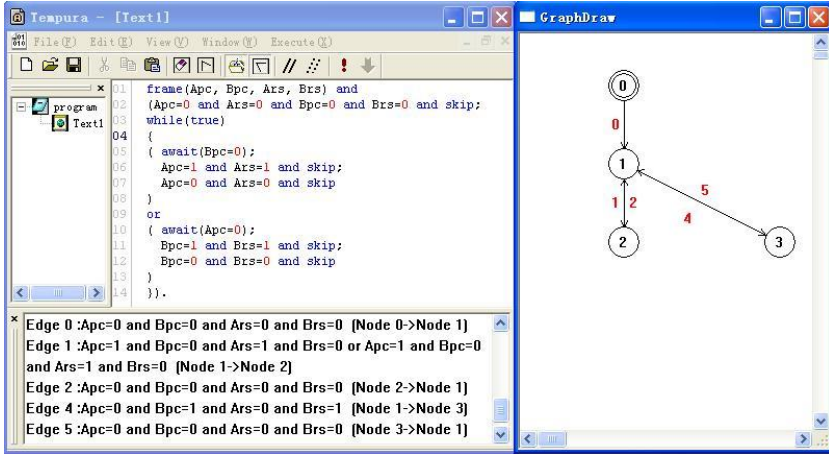 Tempura - [Text1]
File(F) Edit(E) View(V) Window(W) Execute(X)
program
Text1
01 frame(Apc, Bpc, Ars, Brs) and
02 (Apc=0 and Ars=0 and Bpc=0 and Brs=0 and skip;
03 while(true)
04 {
05 ( await(Bpc=0);
06 Apc=1 and Ars=1 and skip;
07 Apc=0 and Ars=0 and skip
08 )
09 or
10 ( await(Apc=0);
11 Bpc=1 and Brs=1 and skip;
12 Bpc=0 and Brs=0 and skip
13 )
14 }).
Edge 0 :Apc=0 and Bpc=0 and Ars=0 and Brs=0 (Node 0->Node 1)
Edge 1 :Apc=1 and Bpc=0 and Ars=1 and Brs=0 or Apc=1 and Bpc=0
and Ars=1 and Brs=0 (Node 1->Node 2)
Edge 2 :Apc=0 and Bpc=0 and Ars=0 and Brs=0 (Node 2->Node 1)
Edge 4 :Apc=0 and Bpc=1 and Ars=0 and Brs=1 (Node 1->Node 3)
Edge 5 :Apc=0 and Bpc=0 and Ars=0 and Brs=0 (Node 3->Node 1)
GraphDraw
0
0
1
5
1 2
4
2
3